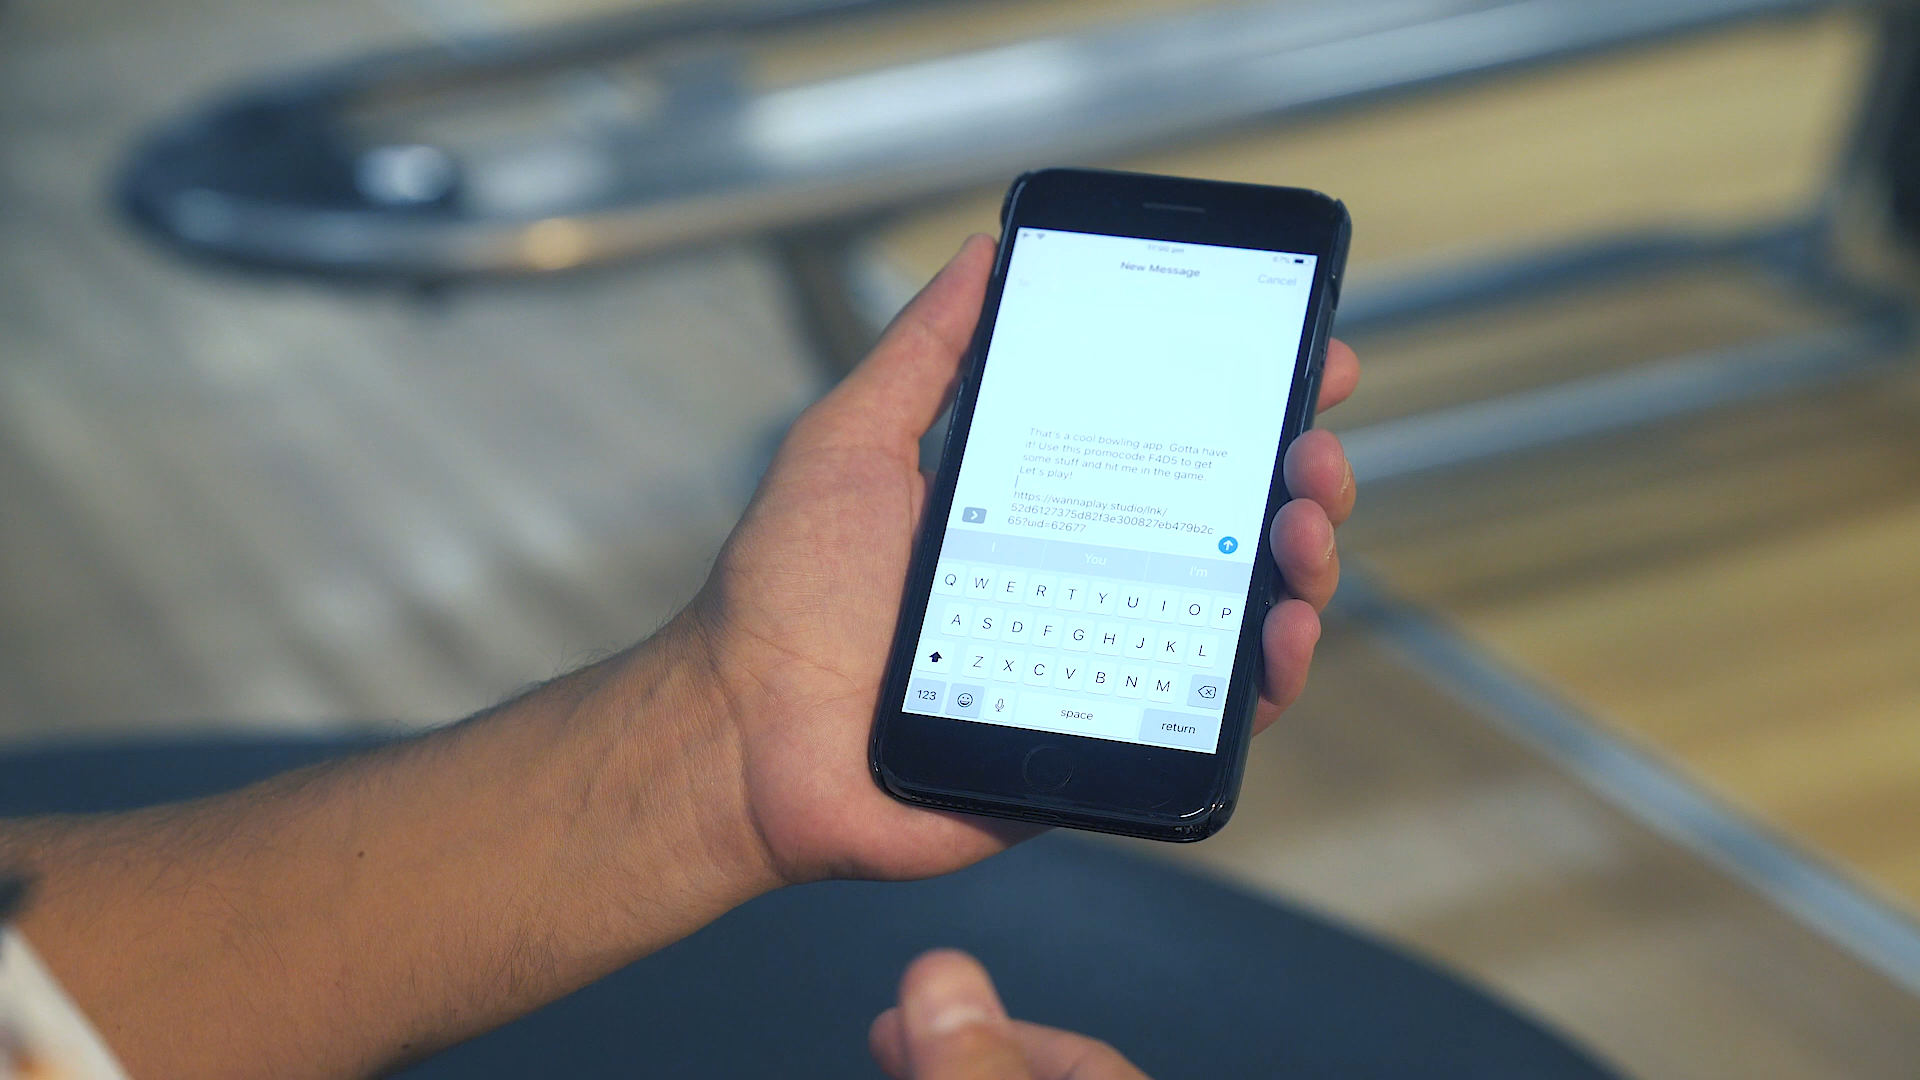 New Message
Cancel
That's a cool bowling app. Gotta have
it! Use this promocode F4D5 to get
some stuff and hit me in the game.
Let's play!
https://wannaplay.studio/lnk/
52d6127375d82f3e300827eb479b2c
65?uid=62677
I You I'm
Q W E R T Y U I O P
A S D F G H J K L
Z X C V B N M
123 space return